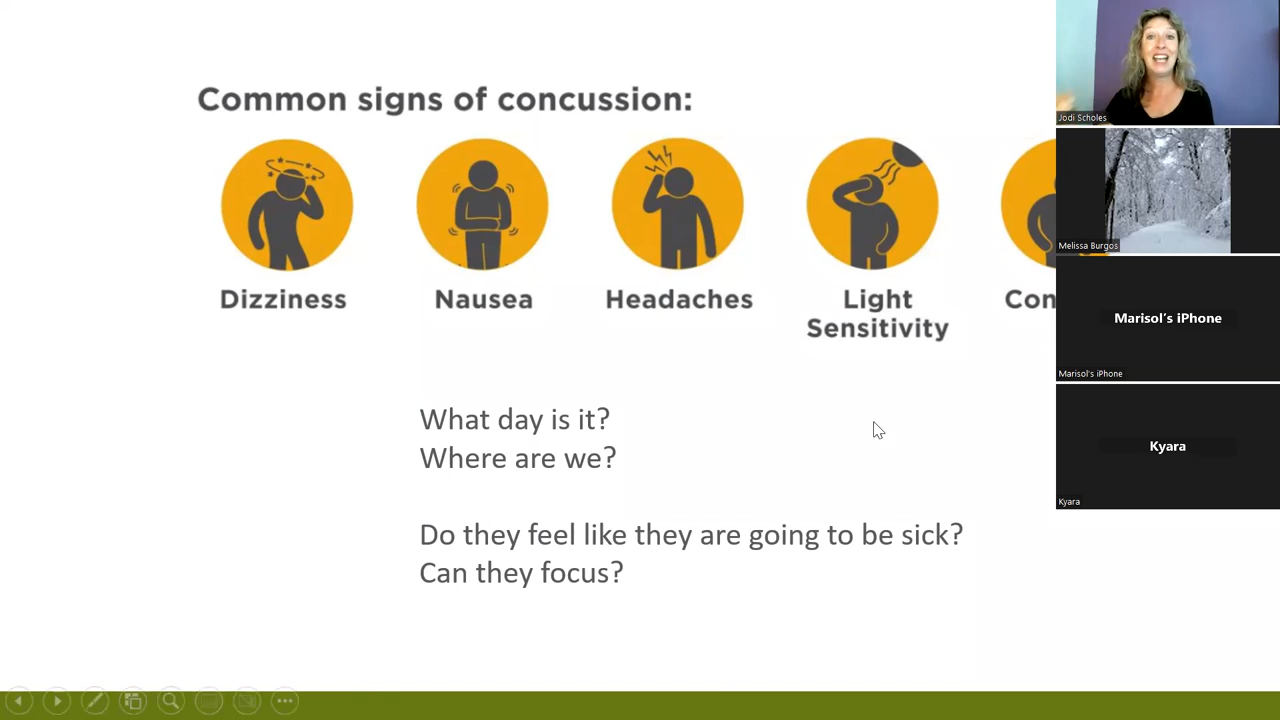 Common signs of concussion:
Dizziness
Nausea
Headaches
Light
Sensitivity
What day is it?
Where are we?
Do they feel like they are going to be sick?
Can they focus?
Jodi Scholes
Melissa Burgos
Marisol's iPhone
Marisol's iPhone
Kyara
Kyara